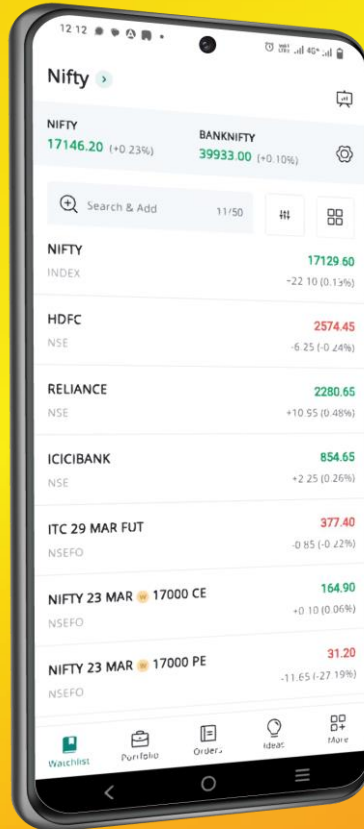 12 12
4G+
Nifty
NIFTY BANKNIFTY
17146.20 (+0.23%) 39933.00 (+0.10%)
Search & Add 11/50
NIFTY 17129.60
INDEX +22.10 (0.13%)
HDFC 2574.45
NSE -6.25 (-0.24%)
RELIANCE 2280.65
NSE +10.95 (0.48%)
ICICIBANK 854.65
NSE +2.25 (0.26%)
ITC 29 MAR FUT 377.40
NSEFO -0.85 (-0.22%)
NIFTY 23 MAR W 17000 CE 164.90
NSEFO +0.10 (0.06%)
NIFTY 23 MAR W 17000 PE 31.20
NSEFO -11.65 (-27.19%)
Watchlist Portfolio Orders Ideas More